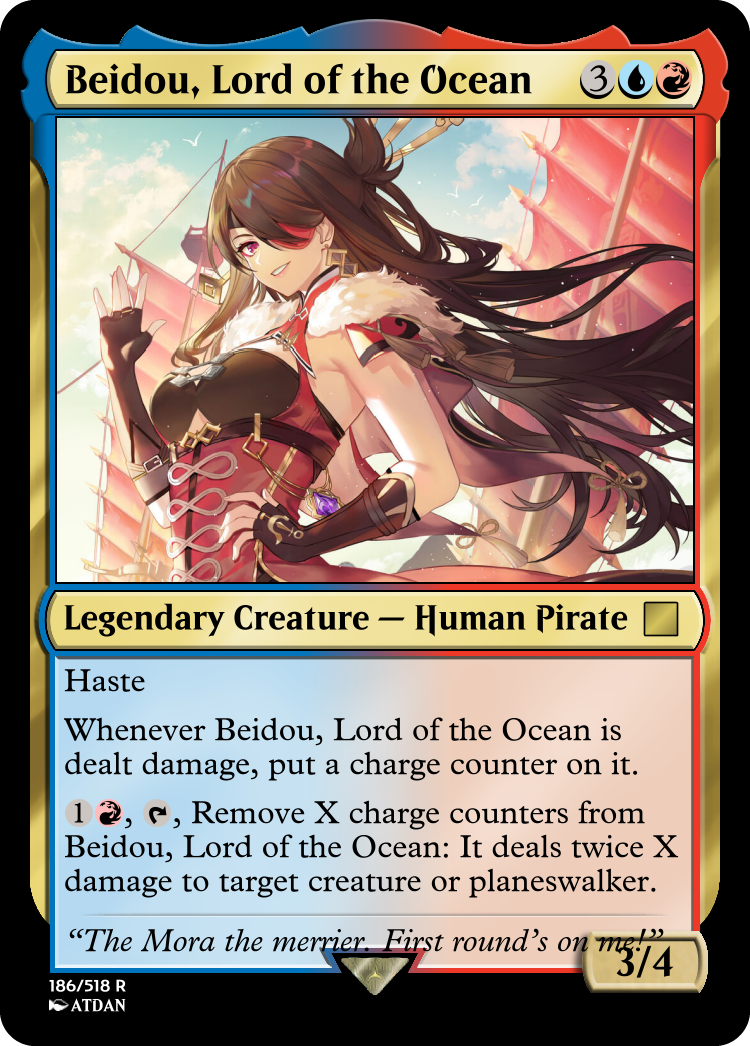 Beidou, Lord of the Ocean 3
Legendary Creature — Human Pirate
Haste
Whenever Beidou, Lord of the Ocean is
dealt damage, put a charge counter on it.
1, , Remove X charge counters from
Beidou, Lord of the Ocean: It deals twice X
damage to target creature or planeswalker.
“The Mora the merrier. First round’s on me!”
3/4
186/518 R
ATDAN